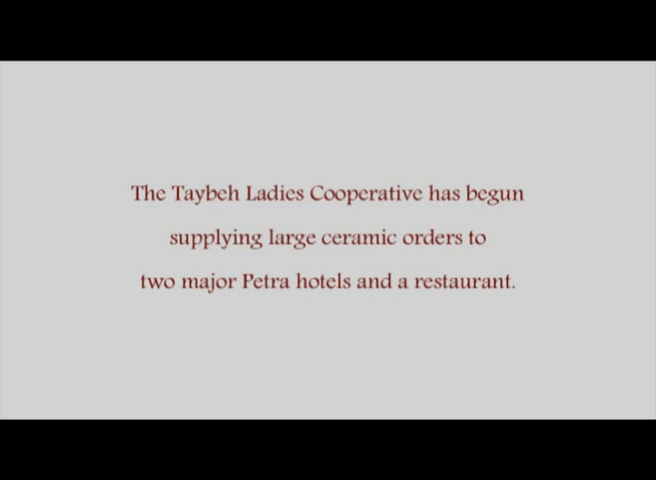 The Taybeh Ladies Cooperative has begun
supplying large ceramic orders to
two major Petra hotels and a restaurant.